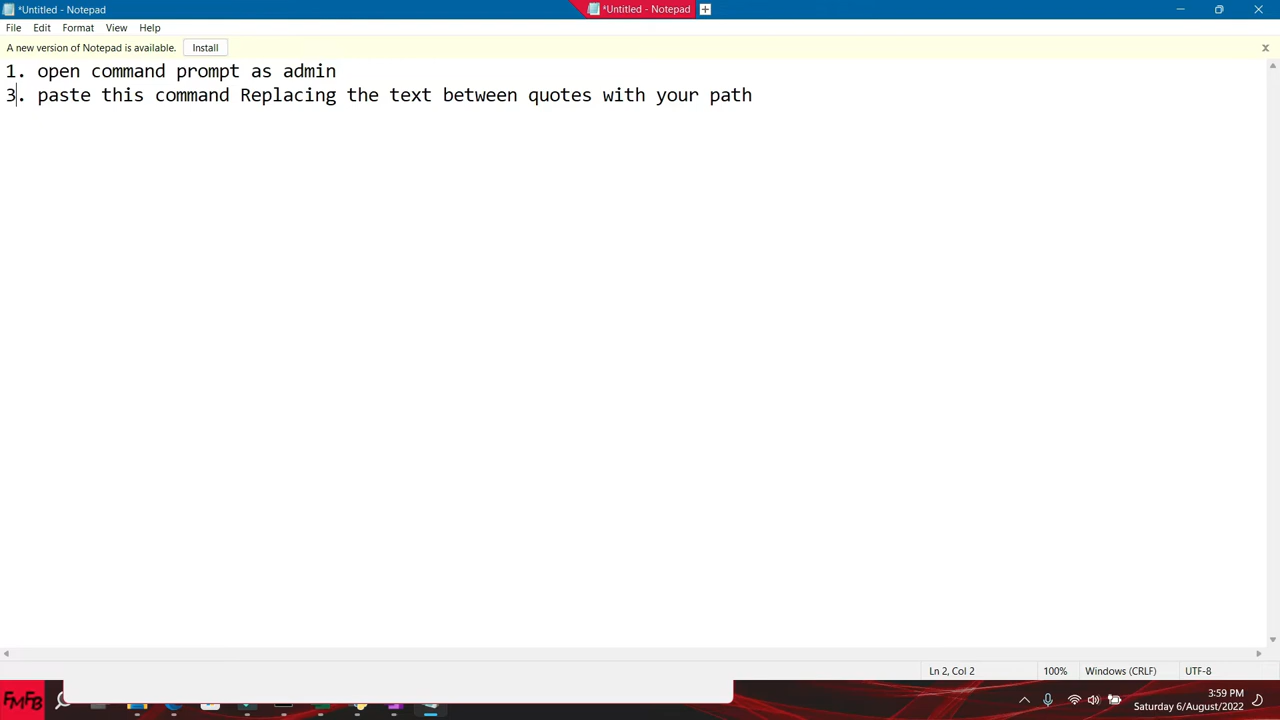 *Untitled - Notepad
*Untitled - Notepad
File Edit Format View Help
A new version of Notepad is available. Install x
1. open command prompt as admin
3. paste this command Replacing the text between quotes with your path
Ln 2, Col 2 100% Windows (CRLF) UTF-8
FMFB
3:59 PM
Saturday 6/August/2022